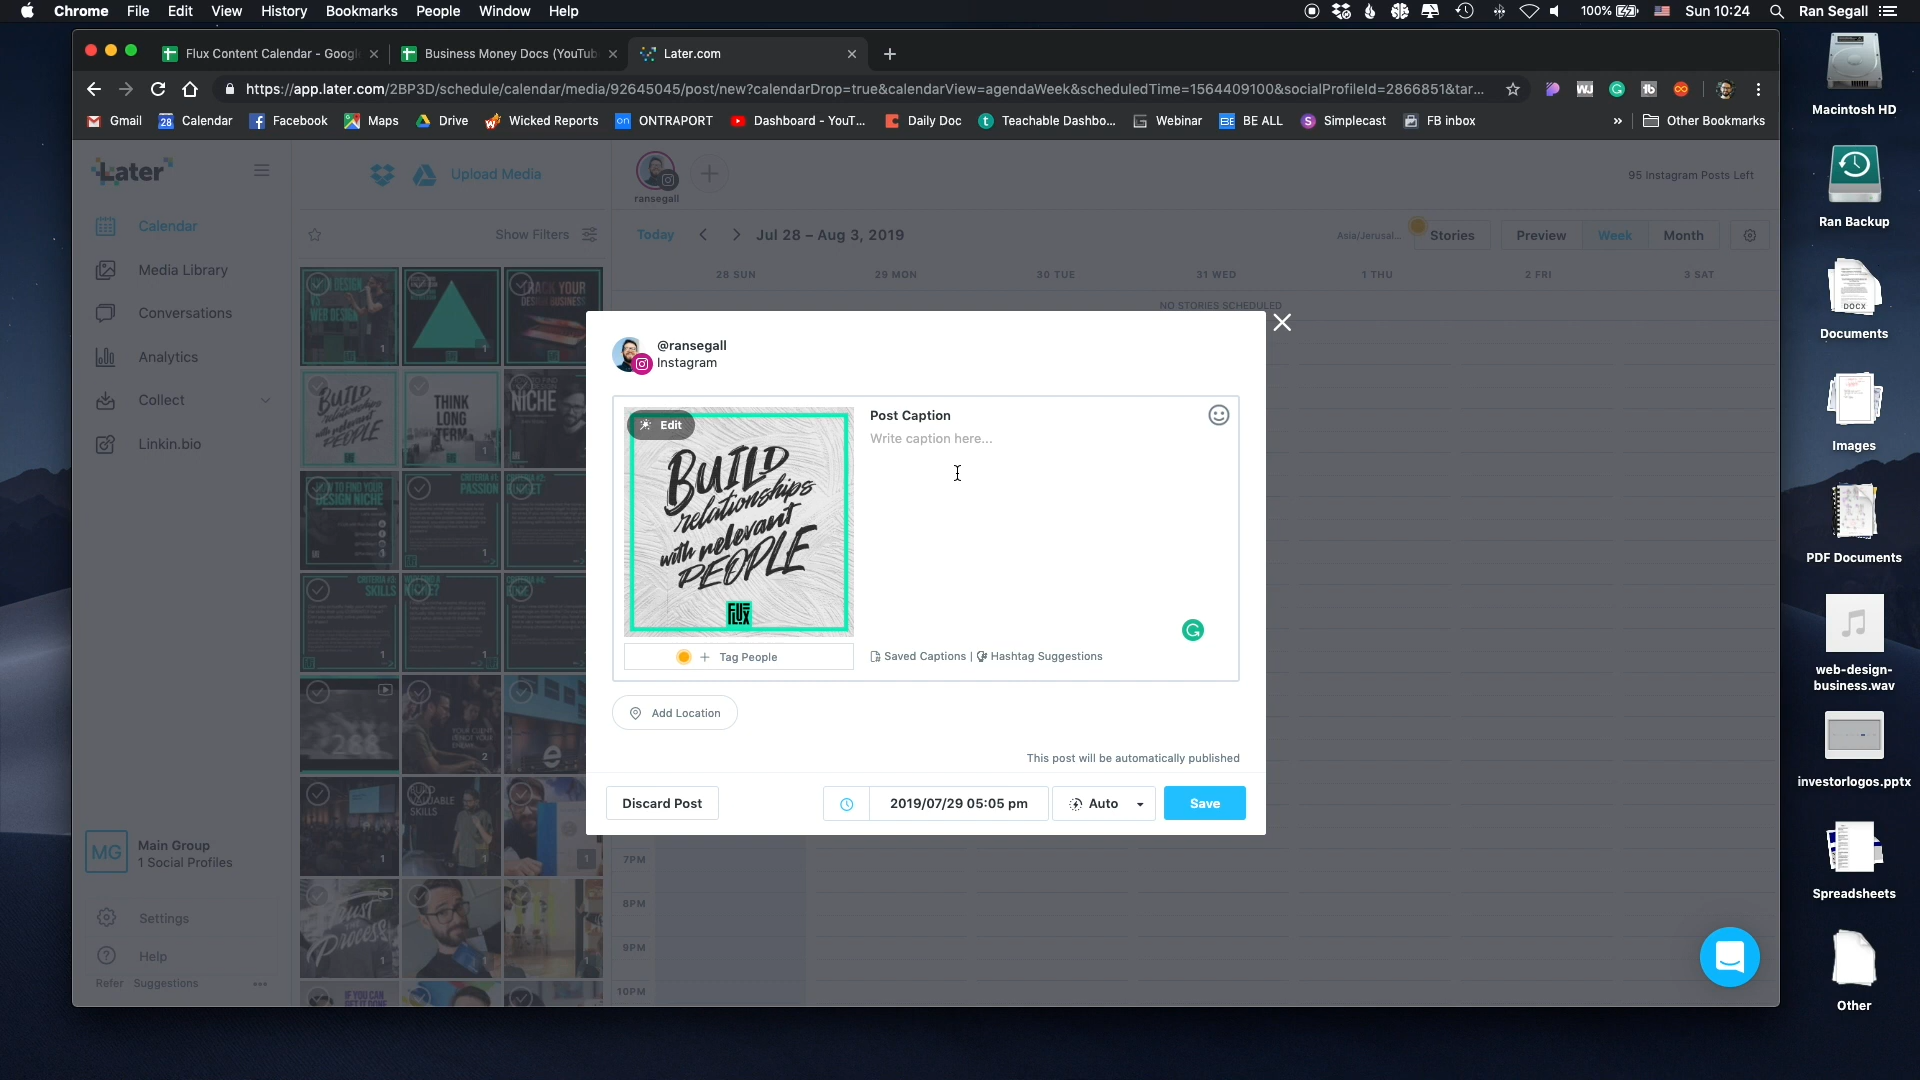 Chrome File Edit View History Bookmarks People Window Help
100% Sun 10:24 Ran Segall
Flux Content Calendar - Googl
Business Money Docs (YouTub
Later.com
https://app.later.com/2BP3D/schedule/calendar/media/92645045/post/new?calendarDrop=true&calendarView=agendaWeek&scheduledTime=1564409100&socialProfileId=2866851&tar...
Gmail Calendar Facebook Maps Drive Wicked Reports ONTRAPORT Dashboard - YouT... Daily Doc Teachable Dashbo... Webinar BE ALL Simplecast FB inbox » Other Bookmarks
Later
Upload Media
ransegall
95 Instagram Posts Left
Calendar
Media Library
Conversations
Analytics
Collect
Linkin.bio
Show Filters
Today Jul 28 – Aug 3, 2019
Asia/Jerusal... Stories Preview Week Month
28 SUN 29 MON 30 TUE 31 WED 1 THU 2 FRI 3 SAT
NO STORIES SCHEDULED
@ransegall
Instagram
Edit
BUILD
relationships
with relevant
PEOPLE
FLUX
Post Caption
Write caption here...
Tag People
Saved Captions | Hashtag Suggestions
Add Location
This post will be automatically published
Discard Post
2019/07/29 05:05 pm
Auto
Save
7PM
8PM
9PM
10PM
MG
Main Group
1 Social Profiles
Settings
Help
Refer Suggestions
THINK
LONG
TERM
NICHE
Macintosh HD
Ran Backup
DOCX
Documents
Images
PDF Documents
web-design-
business.wav
investorlogos.pptx
Spreadsheets
Other